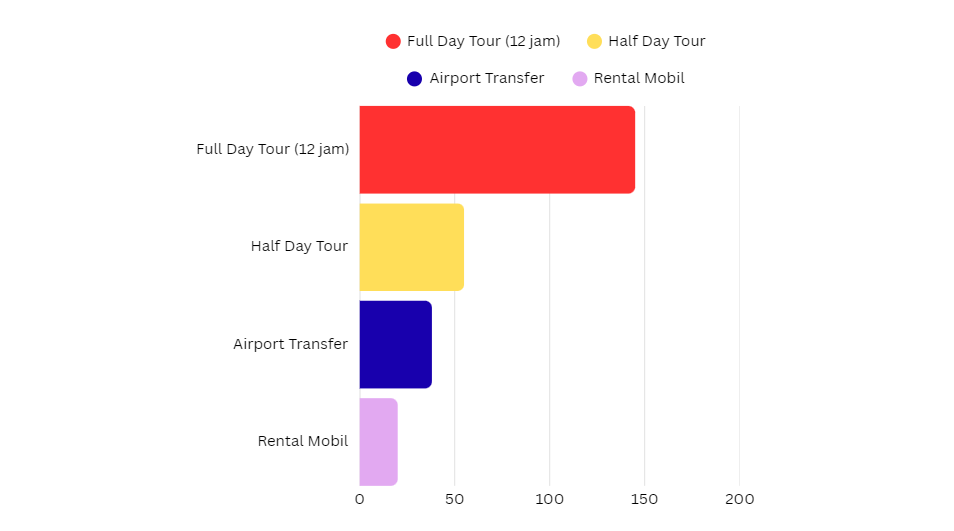 Full Day Tour (12 jam) Half Day Tour
Airport Transfer Rental Mobil
Full Day Tour (12 jam)
Half Day Tour
Airport Transfer
Rental Mobil
0 50 100 150 200